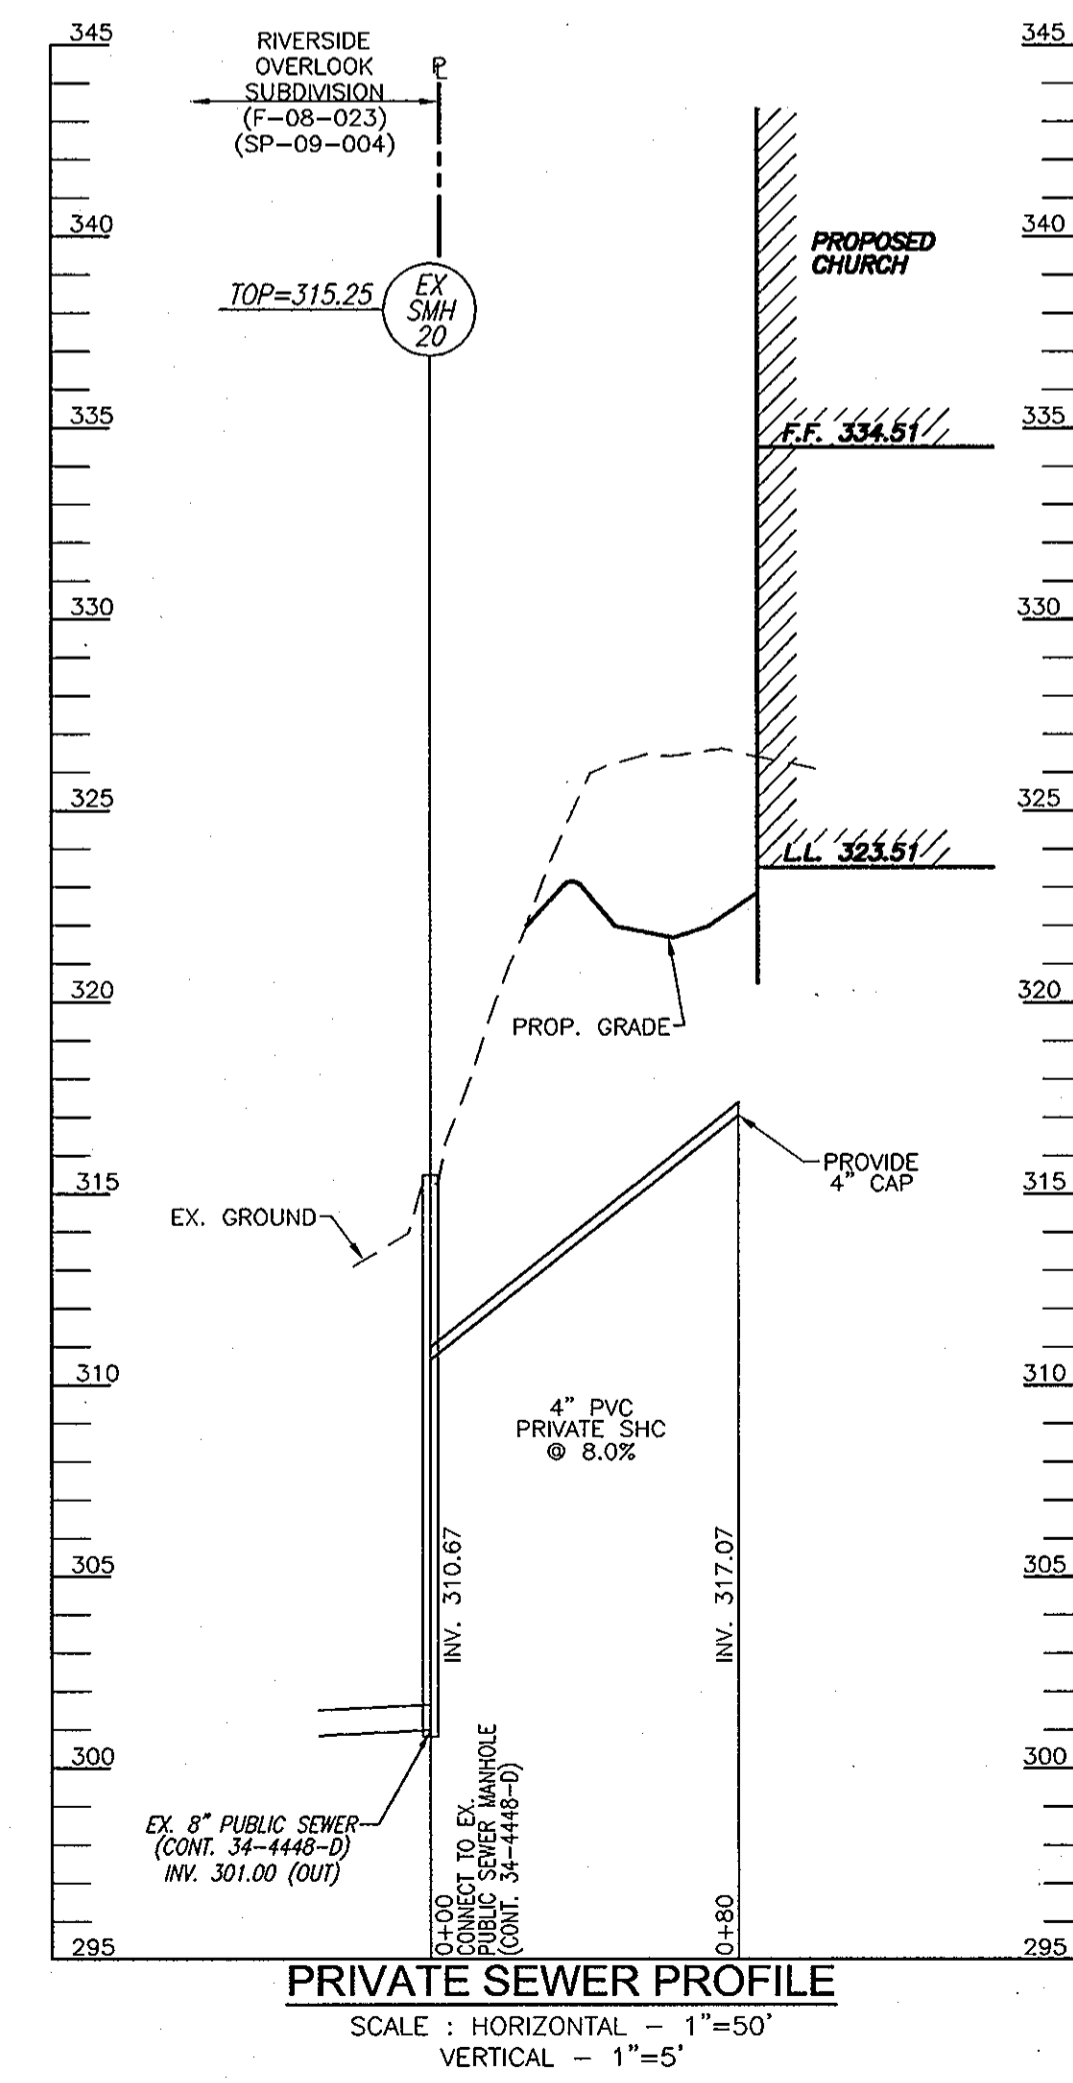 345
345
RIVERSIDE
OVERLOOK
SUBDIVISION
(F-08-023)
(SP-09-004)
PL
340
340
PROPOSED
CHURCH
TOP=315.25
EX
SMH
20
335
335
F.F. 334.51
330
330
325
325
L.L. 323.51
320
320
PROP. GRADE
315
315
PROVIDE
4" CAP
EX. GROUND
310
310
4" PVC
PRIVATE SHC
@ 8.0%
305
305
INV. 310.67
INV. 317.07
300
300
EX. 8" PUBLIC SEWER
(CONT. 34-4448-D)
INV. 301.00 (OUT)
0+00
CONNECT TO EX.
PUBLIC SEWER MANHOLE
(CONT. 34-4448-D)
0+80
295
295
PRIVATE SEWER PROFILE
SCALE : HORIZONTAL - 1"=50'
VERTICAL - 1"=5'